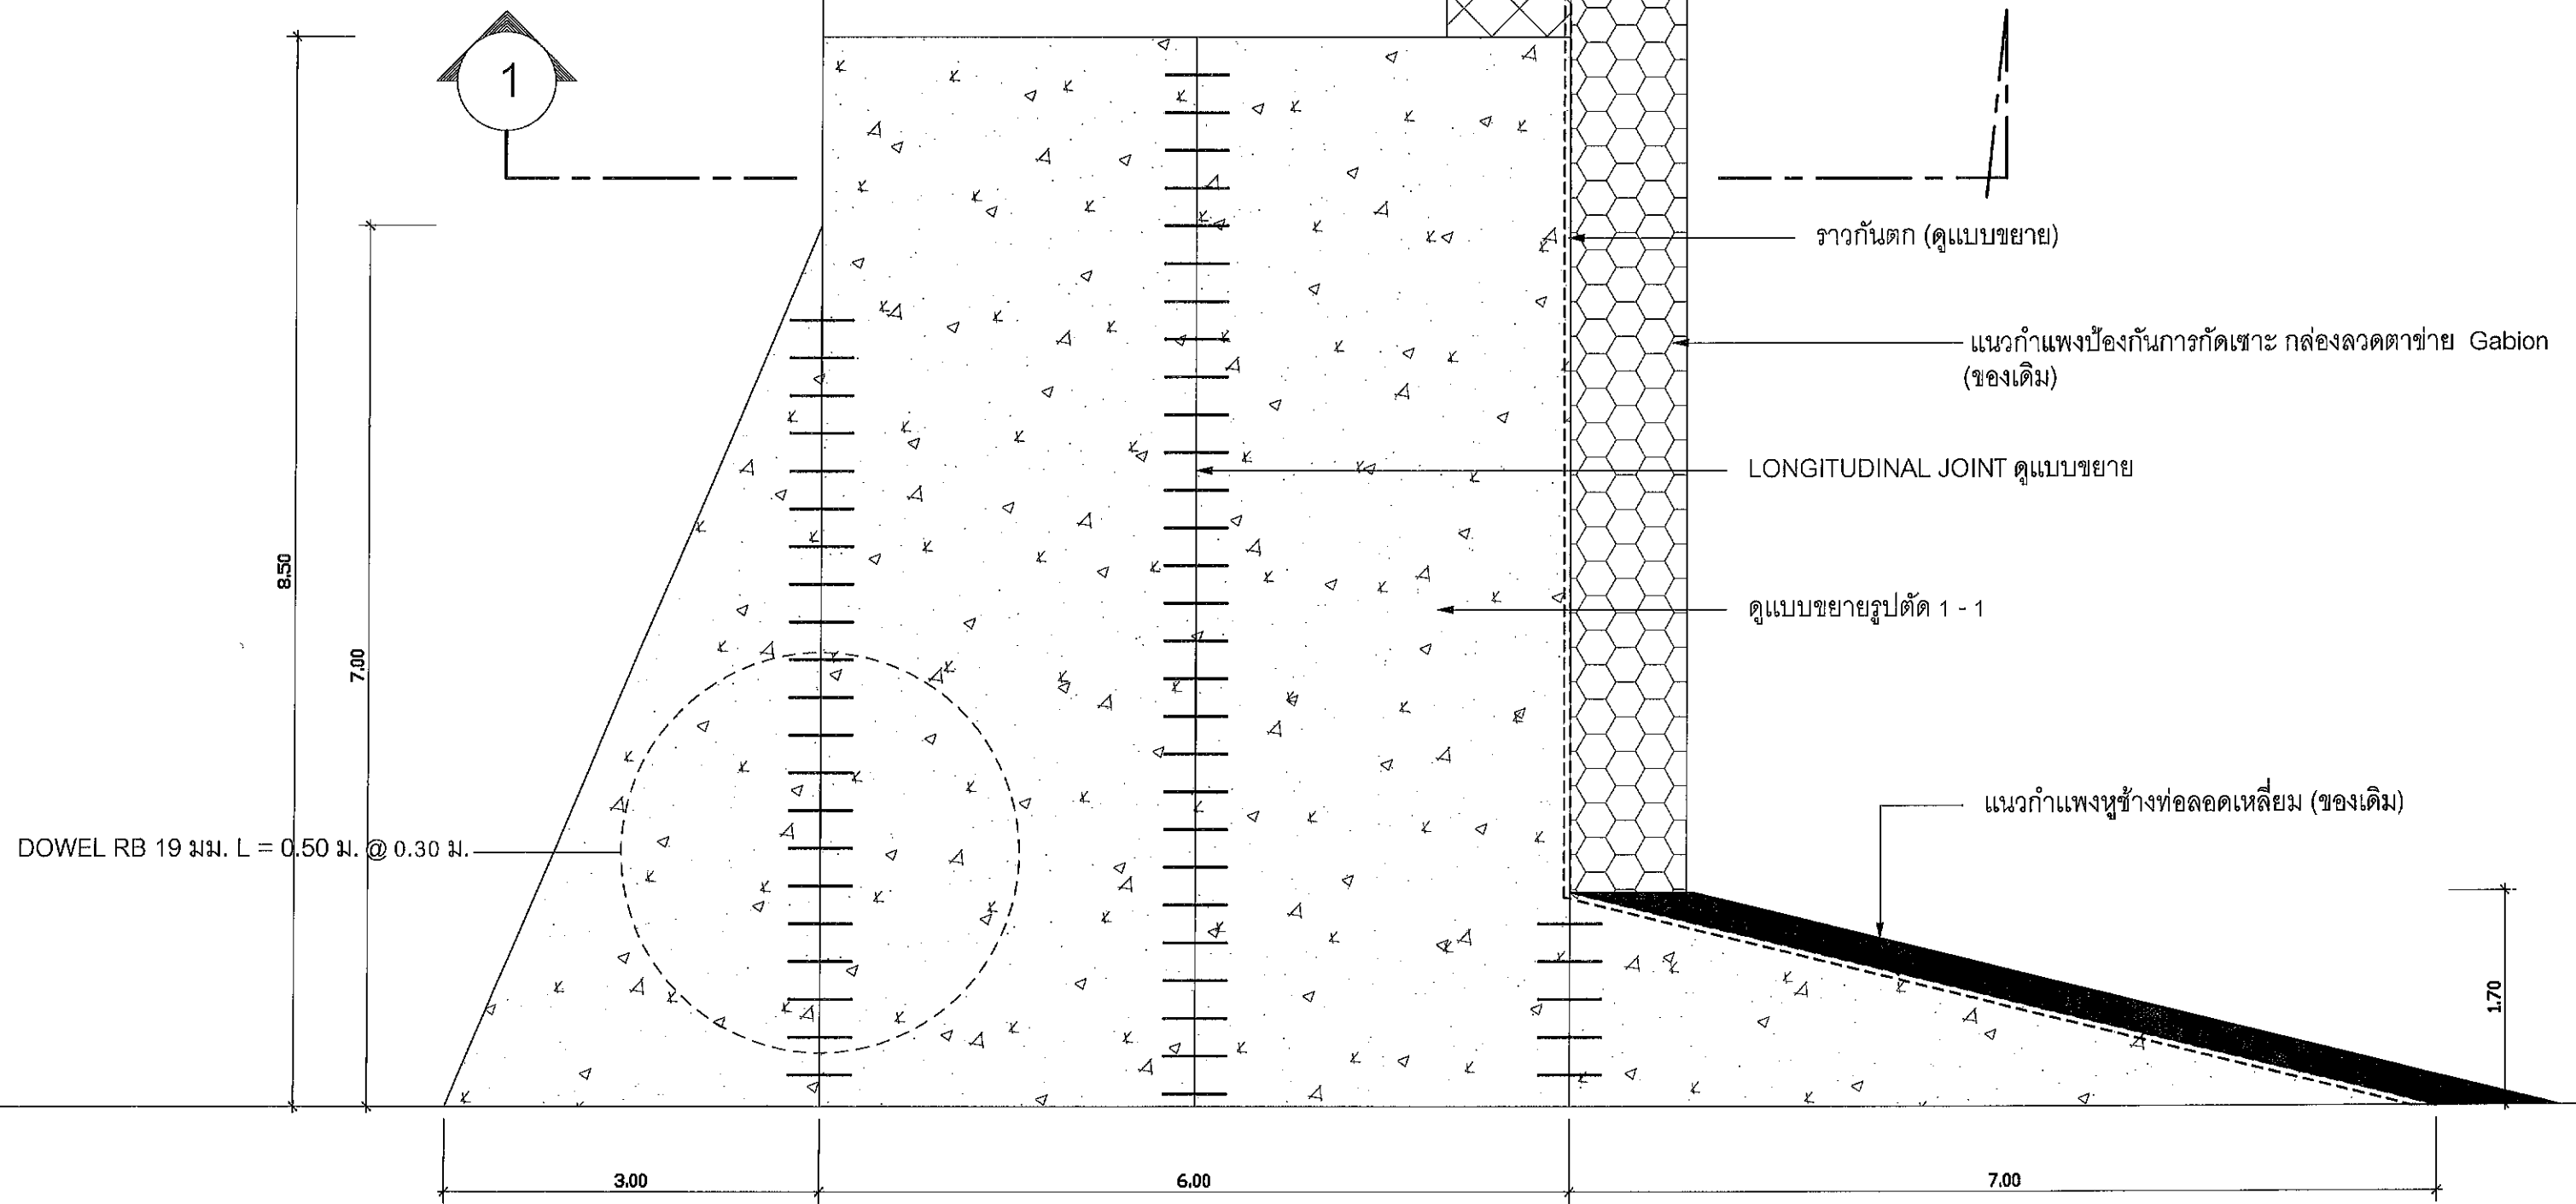 1
ราวกันตก (ดูแบบขยาย)
แนวกำแพงป้องกันการกัดเซาะ กล่องลวดตาข่าย Gabion
(ของเดิม)
LONGITUDINAL JOINT ดูแบบขยาย
8.50
ดูแบบขยายรูปตัด 1 - 1
7.00
แนวกำแพงหูช้างท่อลอดเหลี่ยม (ของเดิม)
DOWEL RB 19 มม. L = 0.50 ม. @ 0.30 ม.
1.70
3.00
6.00
7.00